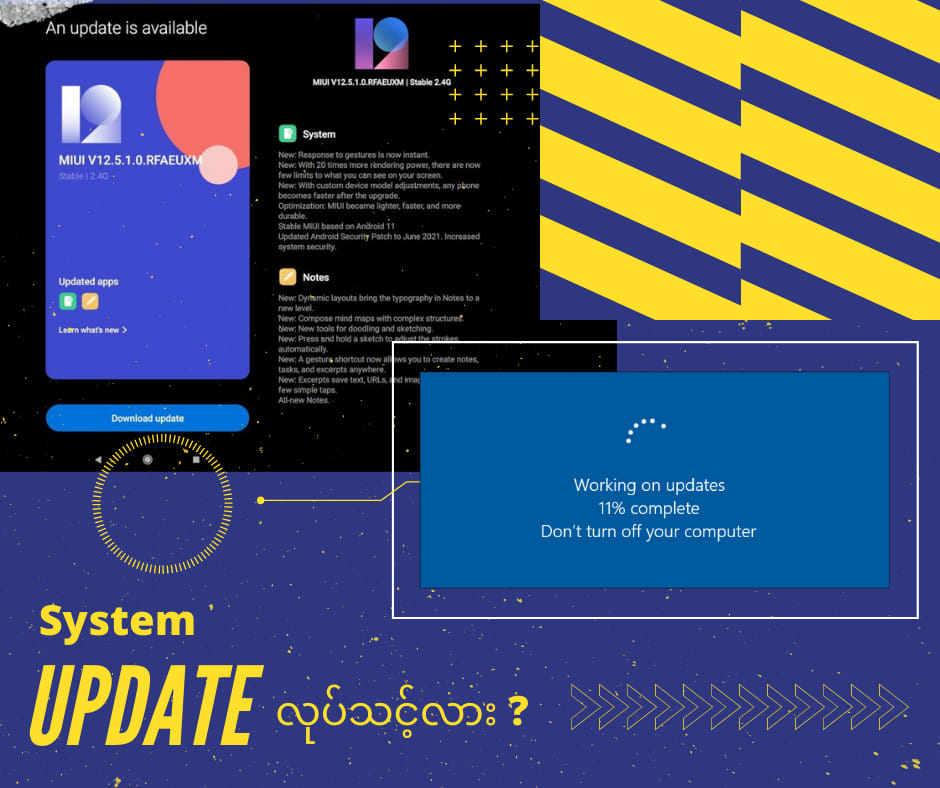 An update is available
12
MIUI V12.5.1.0.RFAEUXM
Stable | 2.4G
Updated apps
Learn what's new
Download update
12
MIUI V12.5.1.0.RFAEUXM | Stable 2.4G
System
New: Response to gestures is now instant.
New: With 20 times more rendering power, there are now
few limits to what you can see on your screen.
New: With custom device model adjustments, any phone
becomes faster after the upgrade.
Optimization: MIUI became lighter, faster, and more
durable.
Stable MIUI based on Android 11
Updated Android Security Patch to June 2021. Increased
system security.
Notes
New: Dynamic layouts bring the typography in Notes to a
new level.
New: Compose mind maps with complex structures.
New: New tools for doodling and sketching.
New: Press and hold a sketch to adjust the strokes
automatically.
New: A gesture shortcut now allows you to create notes,
tasks, and excerpts anywhere.
New: Excerpts save text, URLs, and
few simple taps.
All-new Notes.
Working on updates
11% complete
Don't turn off your computer
System
UPDATE လုပ်သင့်လား ?